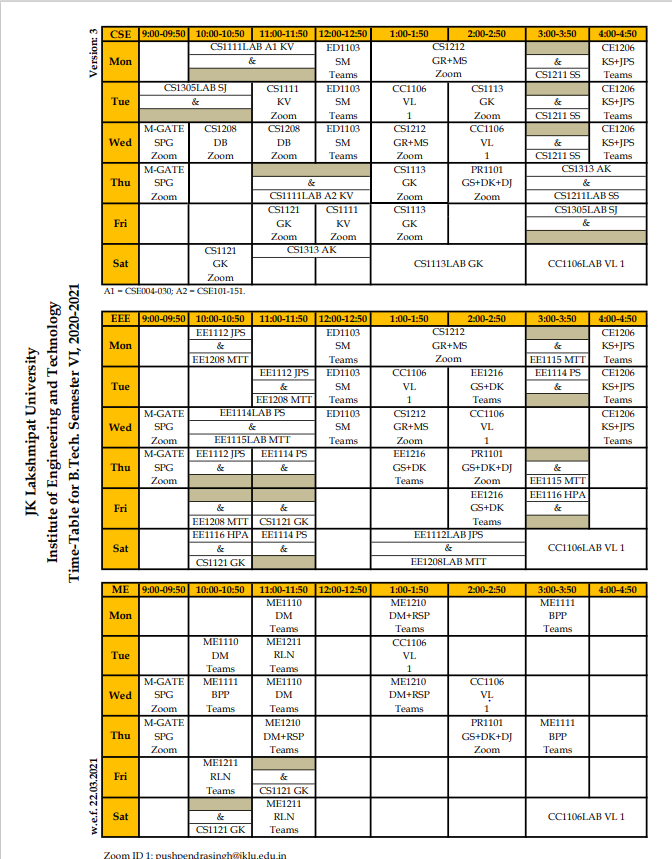 JK Lakshmipat University
Institute of Engineering and Technology
Time-Table for B.Tech. Semester VI, 2020-2021
Version: 3
w.e.f. 22.03.2021
CSE 9:00-09:50 10:00-10:50 11:00-11:50 12:00-12:50 1:00-1:50 2:00-2:50 3:00-3:50 4:00-4:50
Mon
CS1111LAB A1 KV
&
ED1103
SM
Teams
CS1212
GR+MS
Zoom
&
CS1211 SS
CE1206
KS+JPS
Teams
Tue
CS1305LAB SJ
&
CS1111
KV
Zoom
ED1103
SM
Teams
CC1106
VL
1
CS1113
GK
Zoom
&
CS1211 SS
CE1206
KS+JPS
Teams
Wed
M-GATE
SPG
Zoom
CS1208
DB
Zoom
CS1208
DB
Zoom
ED1103
SM
Teams
CS1212
GR+MS
Zoom
CC1106
VL
1
&
CS1211 SS
CE1206
KS+JPS
Teams
Thu
M-GATE
SPG
Zoom
&
CS1111LAB A2 KV
CS1113
GK
Zoom
PR1101
GS+DK+DJ
Zoom
CS1313 AK
&
CS1211LAB SS
Fri
CS1121
GK
Zoom
CS1111
KV
Zoom
CS1113
GK
Zoom
CS1305LAB SJ
&
Sat
CS1121
GK
Zoom
CS1313 AK
CS1113LAB GK
CC1106LAB VL 1
A1 = CSE004-030; A2 = CSE101-151.
EEE 9:00-09:50 10:00-10:50 11:00-11:50 12:00-12:50 1:00-1:50 2:00-2:50 3:00-3:50 4:00-4:50
Mon
EE1112 JPS
&
EE1208 MTT
ED1103
SM
Teams
CS1212
GR+MS
Zoom
&
EE1115 MTT
CE1206
KS+JPS
Teams
Tue
EE1112 JPS
&
EE1208 MTT
ED1103
SM
Teams
CC1106
VL
1
EE1216
GS+DK
Teams
EE1114 PS
&
CE1206
KS+JPS
Teams
Wed
M-GATE
SPG
Zoom
EE1114LAB PS
&
EE1115LAB MTT
ED1103
SM
Teams
CS1212
GR+MS
Zoom
CC1106
VL
1
CE1206
KS+JPS
Teams
Thu
M-GATE
SPG
Zoom
EE1112 JPS
&
EE1114 PS
&
EE1216
GS+DK
Teams
PR1101
GS+DK+DJ
Zoom
&
EE1115 MTT
Fri
&
EE1208 MTT
&
CS1121 GK
EE1216
GS+DK
Teams
EE1116 HPA
&
Sat
EE1116 HPA
&
CS1121 GK
EE1114 PS
&
EE1112LAB JPS
&
EE1208LAB MTT
CC1106LAB VL 1
ME 9:00-09:50 10:00-10:50 11:00-11:50 12:00-12:50 1:00-1:50 2:00-2:50 3:00-3:50 4:00-4:50
Mon
ME1110
DM
Teams
ME1210
DM+RSP
Teams
ME1111
BPP
Teams
Tue
ME1110
DM
Teams
ME1211
RLN
Teams
CC1106
VL
1
Wed
M-GATE
SPG
Zoom
ME1111
BPP
Teams
ME1110
DM
Teams
ME1210
DM+RSP
Teams
CC1106
VL
1
Thu
M-GATE
SPG
Zoom
ME1210
DM+RSP
Teams
PR1101
GS+DK+DJ
Zoom
ME1111
BPP
Teams
Fri
ME1211
RLN
Teams
&
CS1121 GK
Sat
&
CS1121 GK
ME1211
RLN
Teams
CC1106LAB VL 1
Zoom ID 1: pushpendrasingh@jklu.edu.in